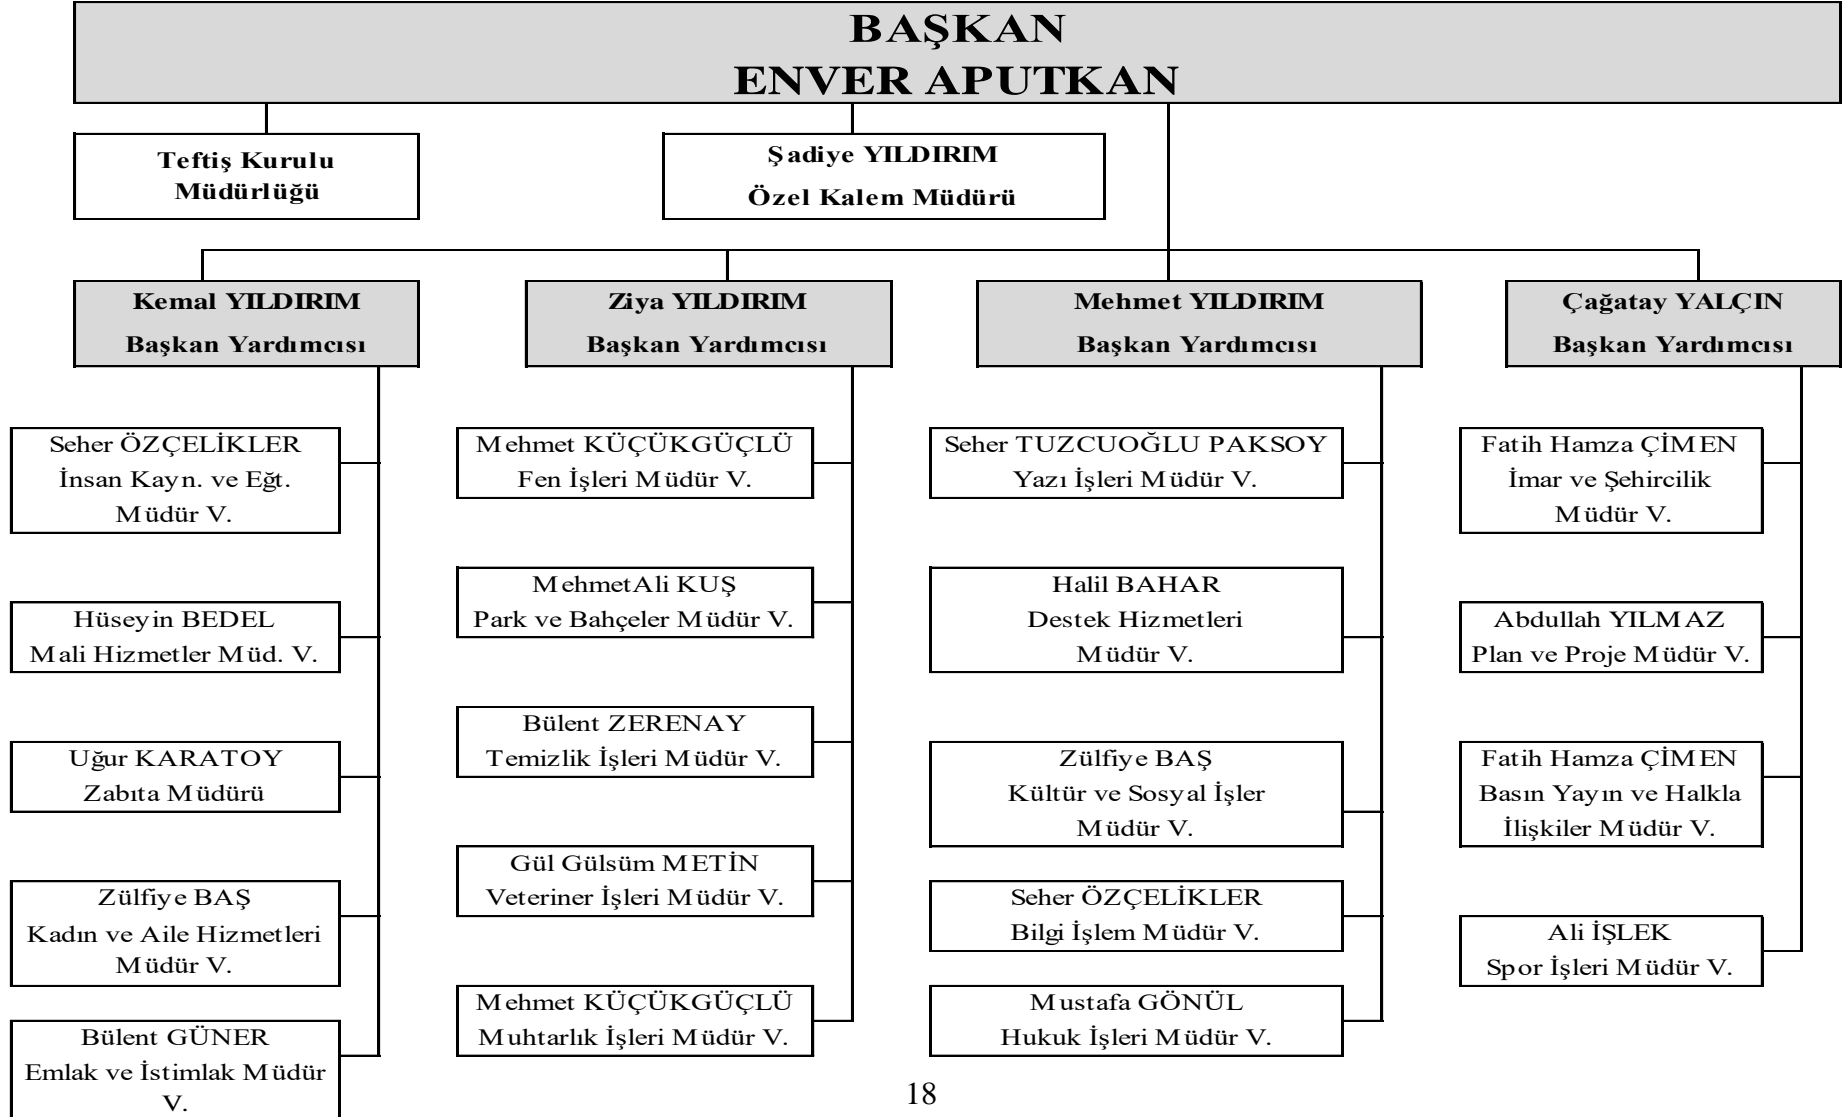 BAŞKAN
ENVER APUTKAN
Teftiş Kurulu
Müdürlüğü
Şadiye YILDIRIM
Özel Kalem Müdürü
Kemal YILDIRIM
Başkan Yardımcısı
Ziya YILDIRIM
Başkan Yardımcısı
Mehmet YILDIRIM
Başkan Yardımcısı
Çağatay YALÇIN
Başkan Yardımcısı
Seher ÖZÇELİKLER
İnsan Kayn. ve Eğt.
Müdür V.
Hüseyin BEDEL
Mali Hizmetler Müd. V.
Uğur KARATOY
Zabıta Müdürü
Zülfiye BAŞ
Kadın ve Aile Hizmetleri
Müdür V.
Bülent GÜNER
Emlak ve İstimlak Müdür
V.
Mehmet KÜÇÜKGÜÇLÜ
Fen İşleri Müdür V.
MehmetAli KUŞ
Park ve Bahçeler Müdür V.
Bülent ZERENAY
Temizlik İşleri Müdür V.
Gül Gülsüm METİN
Veteriner İşleri Müdür V.
Mehmet KÜÇÜKGÜÇLÜ
Muhtarlık İşleri Müdür V.
Seher TUZCUOĞLU PAKSOY
Yazı İşleri Müdür V.
Halil BAHAR
Destek Hizmetleri
Müdür V.
Zülfiye BAŞ
Kültür ve Sosyal İşler
Müdür V.
Seher ÖZÇELİKLER
Bilgi İşlem Müdür V.
Mustafa GÖNÜL
Hukuk İşleri Müdür V.
Fatih Hamza ÇİMEN
İmar ve Şehircilik
Müdür V.
Abdullah YILMAZ
Plan ve Proje Müdür V.
Fatih Hamza ÇİMEN
Basın Yayın ve Halkla
İlişkiler Müdür V.
Ali İŞLEK
Spor İşleri Müdür V.
18